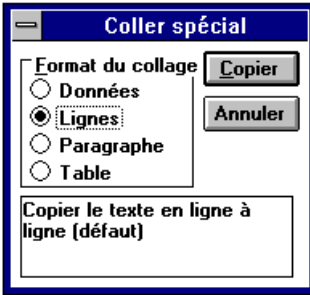 Coller spécial
Format du collage
Données
Lignes
Paragraphe
Table
Copier
Annuler
Copier le texte en ligne à
ligne (défaut)